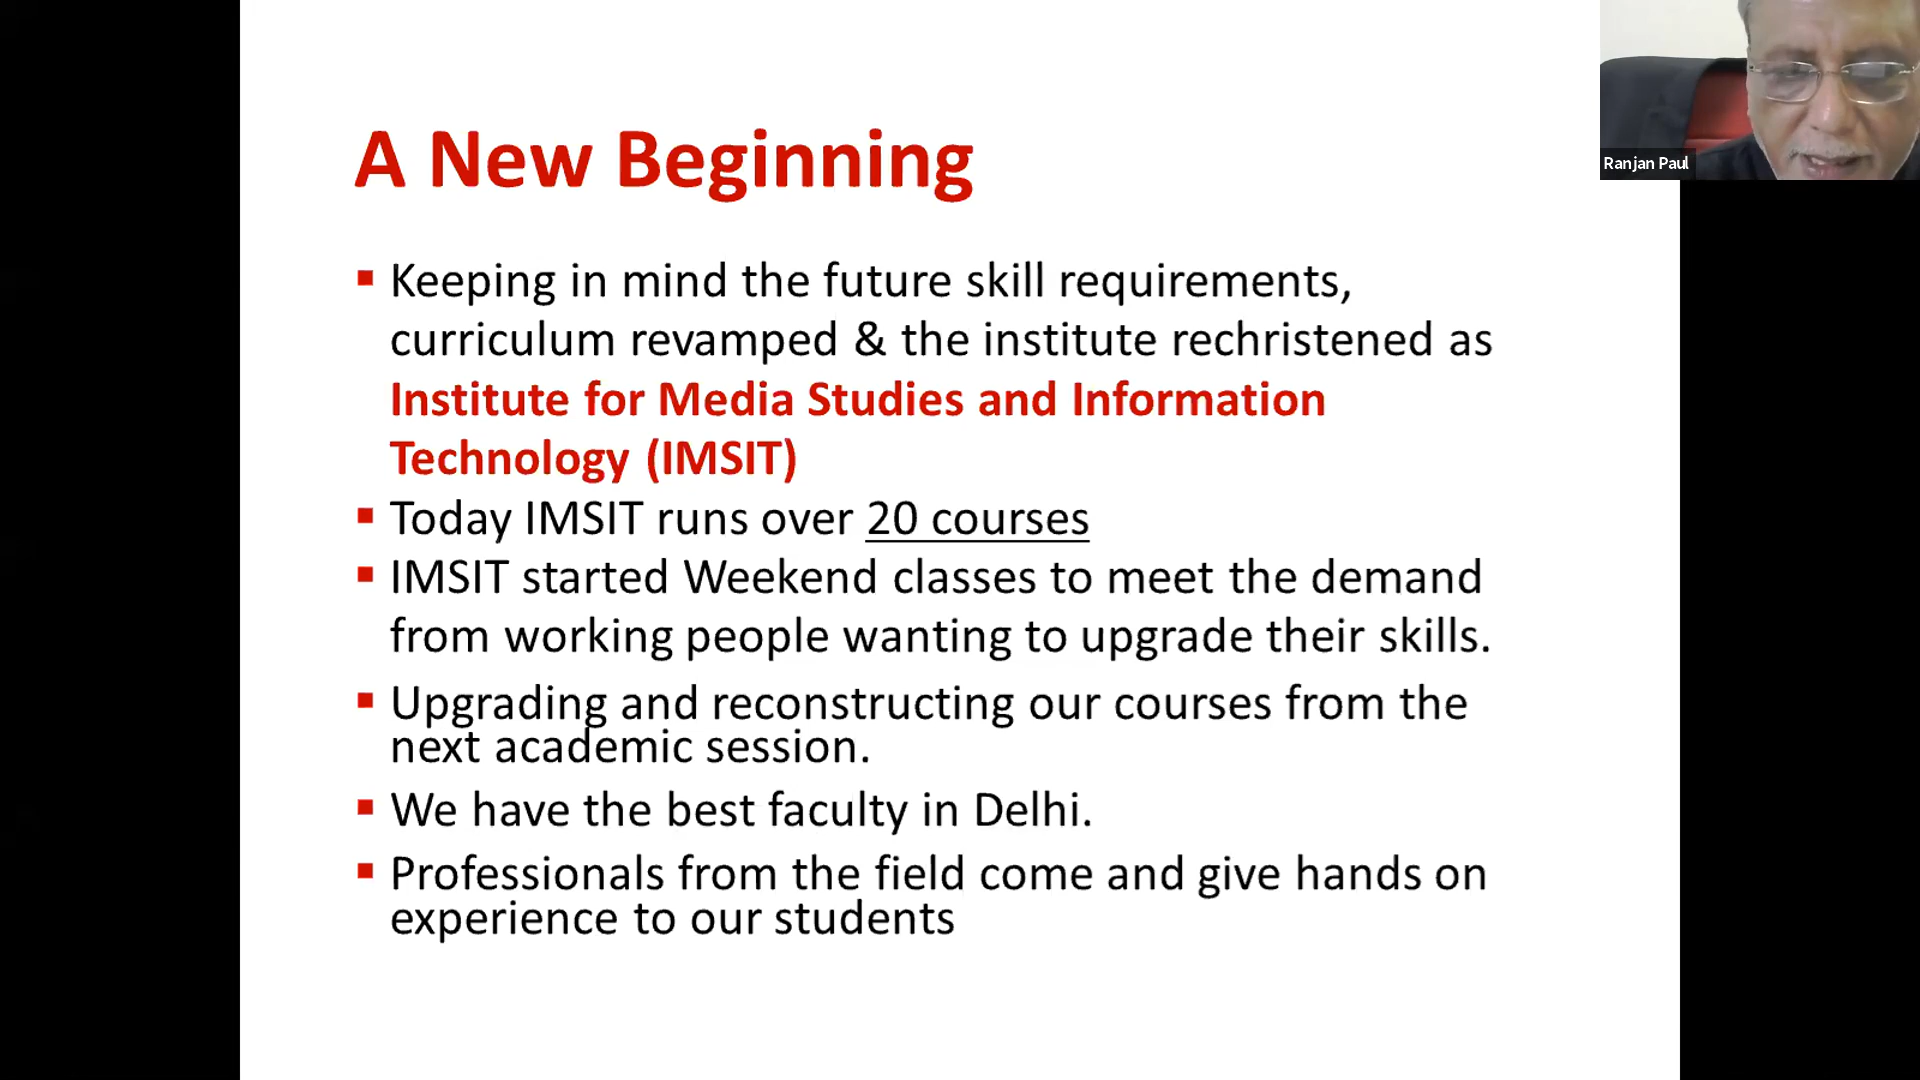 A New Beginning
Keeping in mind the future skill requirements,
curriculum revamped & the institute rechristened as
Institute for Media Studies and Information
Technology (IMSIT)
Today IMSIT runs over 20 courses
IMSIT started Weekend classes to meet the demand
from working people wanting to upgrade their skills.
Upgrading and reconstructing our courses from the
next academic session.
We have the best faculty in Delhi.
Professionals from the field come and give hands on
experience to our students
Ranjan Paul